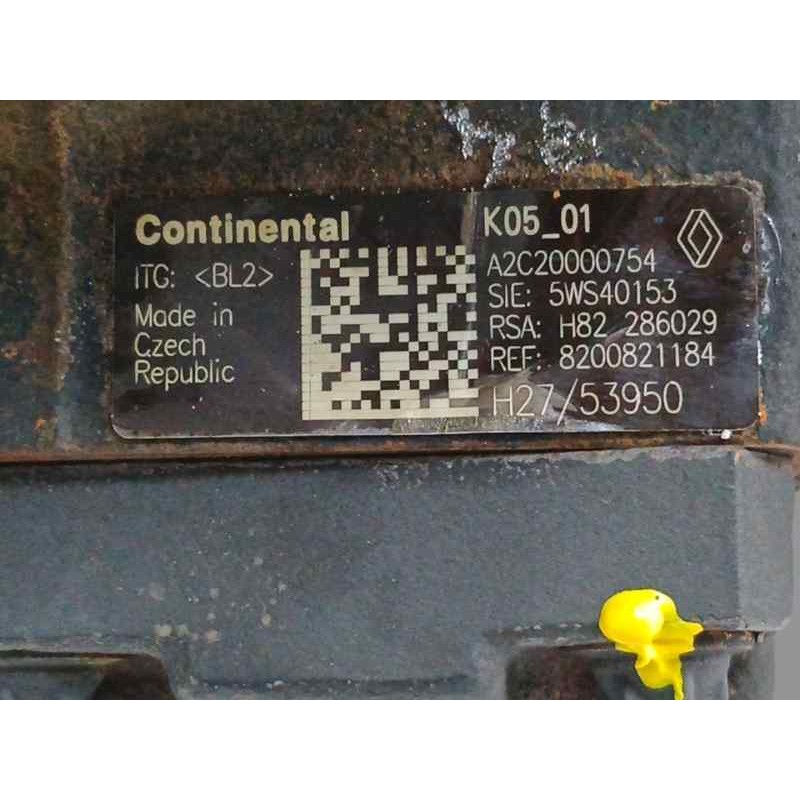 Continental
ITG: <BL2>
Made in
Czech
Republic
K05_01
A2C20000754
SIE: 5WS40153
RSA: H82 286029
REF: 8200821184
H27/53950